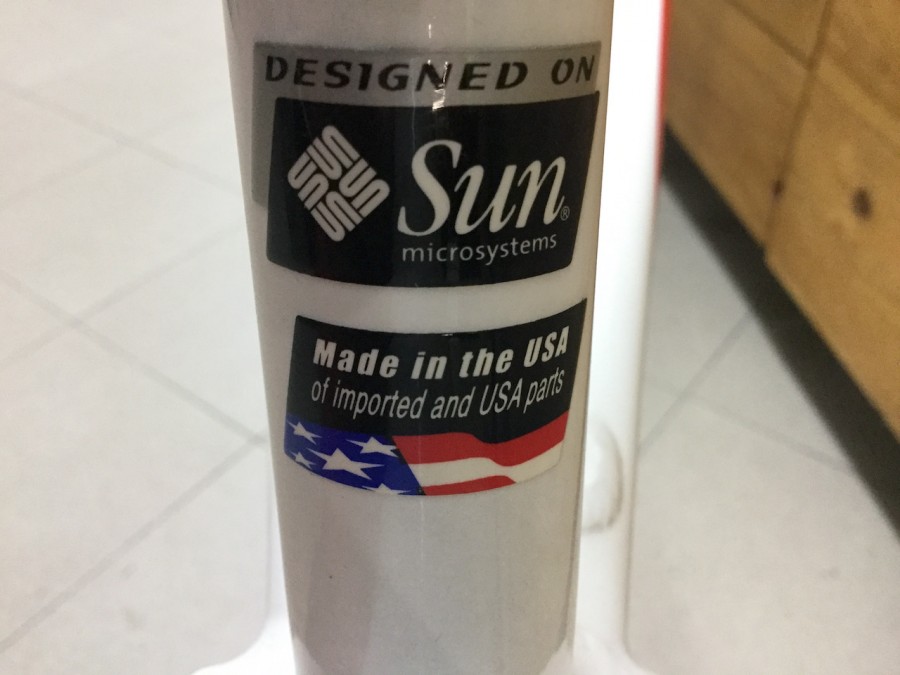 DESIGNED ON
Sun®
microsystems
Made in the USA
of imported and USA parts